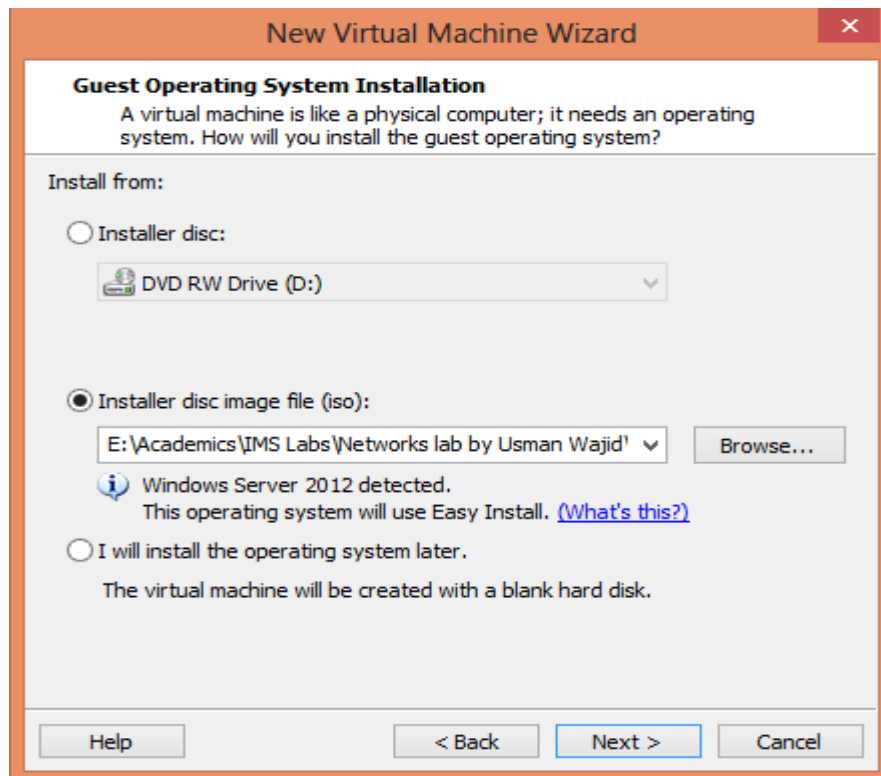 New Virtual Machine Wizard
Guest Operating System Installation
A virtual machine is like a physical computer; it needs an operating
system. How will you install the guest operating system?
Install from:
Installer disc:
DVD RW Drive (D:)
Installer disc image file (iso):
E:\Academics\IMS Labs\Networks lab by Usman Wajid\
Browse...
Windows Server 2012 detected.
This operating system will use Easy Install. (What's this?)
I will install the operating system later.
The virtual machine will be created with a blank hard disk.
Help
< Back
Next >
Cancel